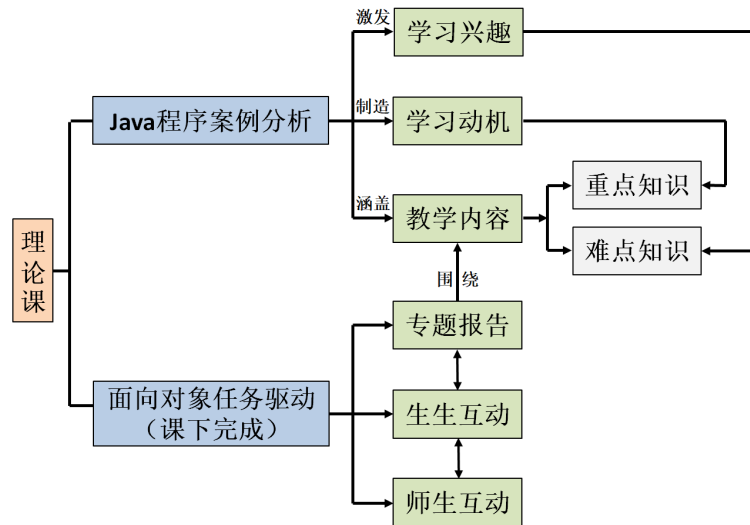 激发
学习兴趣
Java程序案例分析
制造
学习动机
重点知识
涵盖
教学内容
难点知识
理论课
围绕
专题报告
面向对象任务驱动
（课下完成）
生生互动
师生互动